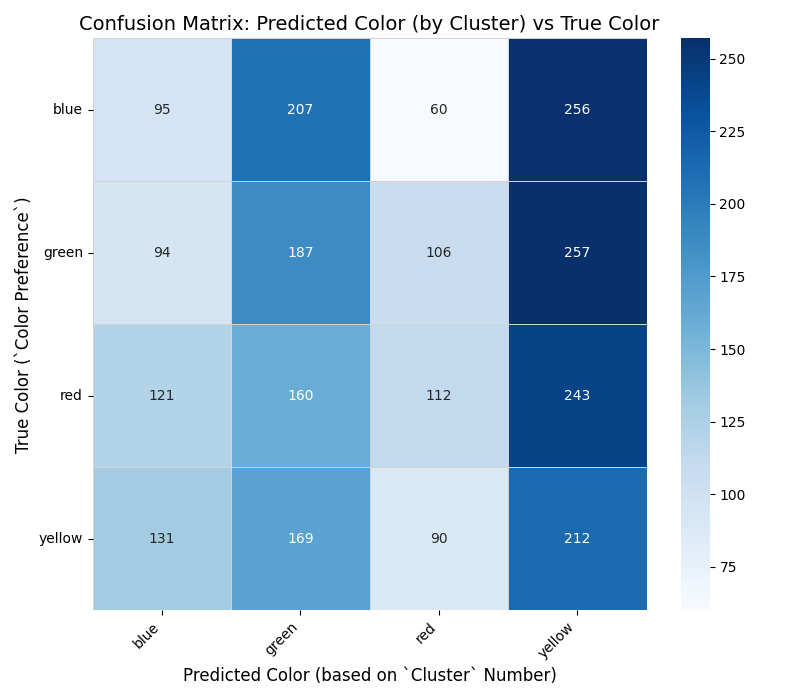 Confusion Matrix: Predicted Color (by Cluster) vs True Color
True Color (`Color Preference`)
blue
95
207
60
256
green
94
187
106
257
red
121
160
112
243
yellow
131
169
90
212
blue
green
red
yellow
Predicted Color (based on `Cluster` Number)
250
225
200
175
150
125
100
75